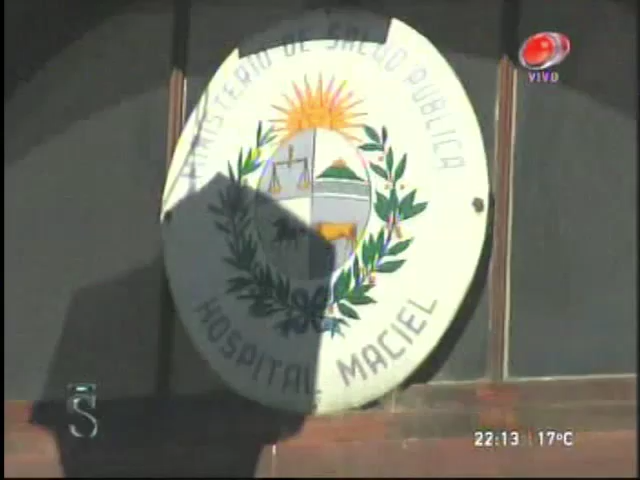 MINISTERIO DE SALUD PUBLICA
VIVO
HOSPITAL MACIEL
S
22:13 17ºC